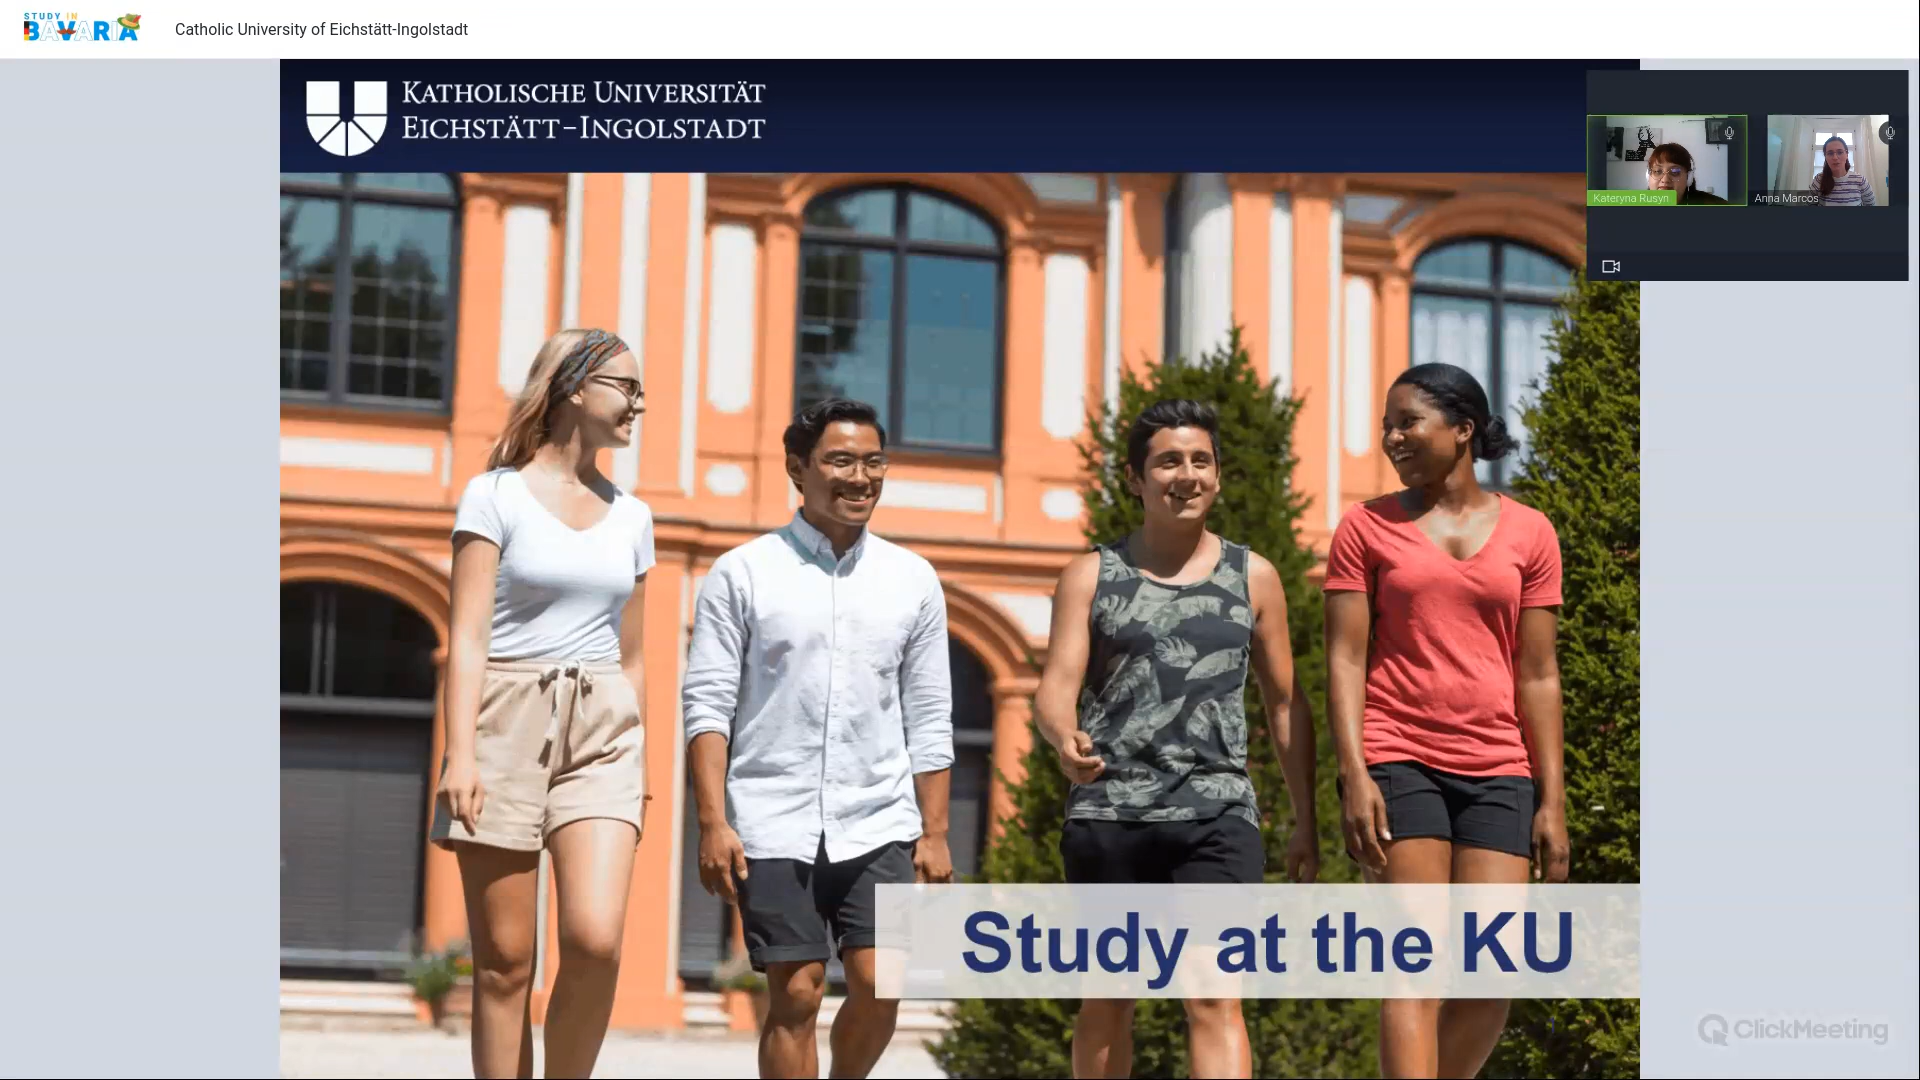 STUDY IN
BAVARIA
Catholic University of Eichstätt-Ingolstadt
KATHOLISCHE UNIVERSITÄT
EICHSTÄTT-INGOLSTADT
Kateryna Rusyn
Anna Marcos
Study at the KU
ClickMeeting